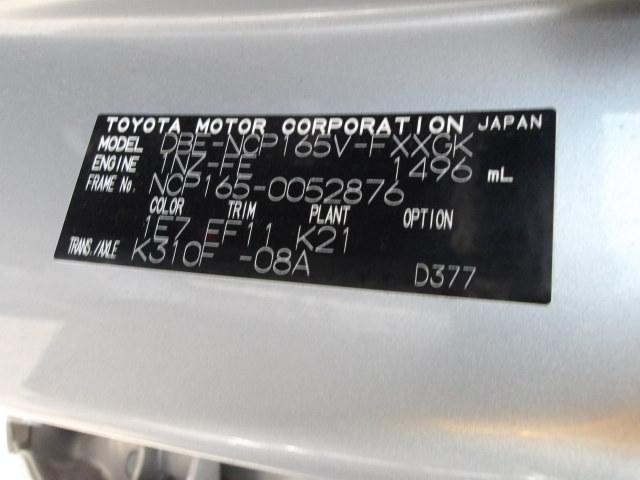 TOYOTA MOTOR CORPORATION JAPAN
MODEL DBE-NCP165V-FXXGK
ENGINE 1NZ-FE 1496 mL
FRAME No. NCP165-0052876
COLOR TRIM PLANT OPTION
1E7 EF11 K21
TRANS./AXLE K310F -08A
D377